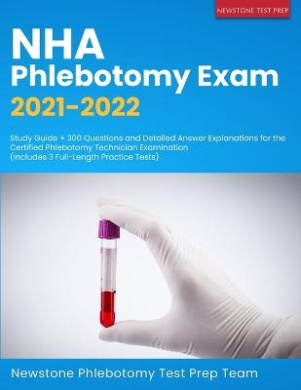 NEWSTONE TEST PREP
NHA
Phlebotomy Exam
2021-2022
Study Guide + 300 Questions and Detailed Answer Explanations for the
Certified Phlebotomy Technician Examination
(Includes 3 Full-Length Practice Tests)
Newstone Phlebotomy Test Prep Team